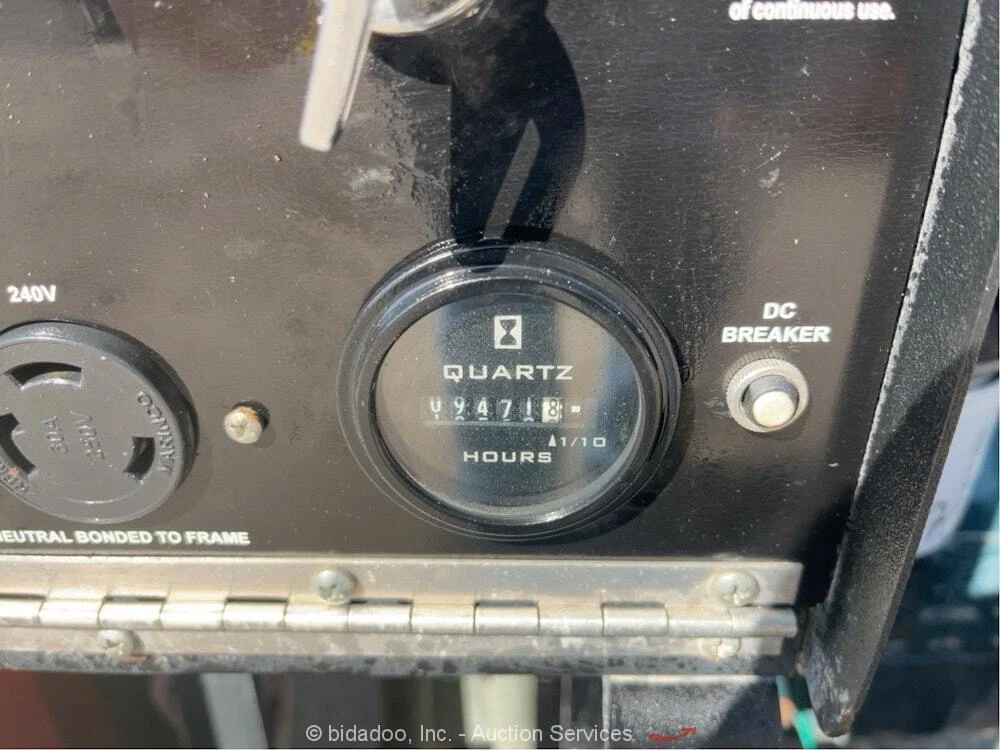 of continuous use.
240V
DC
BREAKER
QUARTZ
094718
1/10
HOURS
30A
250V
NEUTRAL BONDED TO FRAME
© bidadoo, Inc. - Auction Services